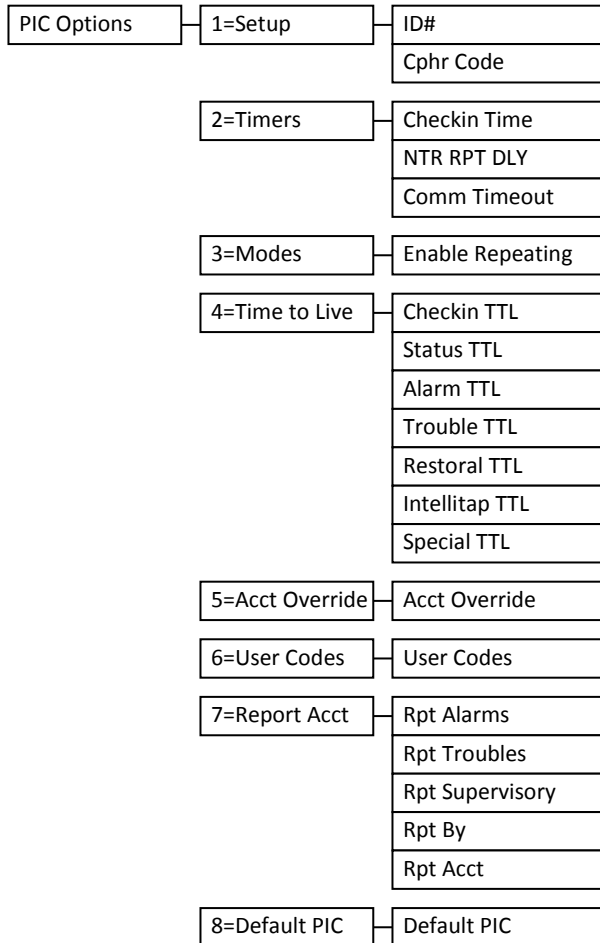 PIC Options
1=Setup
ID#
Cphr Code
2=Timers
Checkin Time
NTR RPT DLY
Comm Timeout
3=Modes
Enable Repeating
4=Time to Live
Checkin TTL
Status TTL
Alarm TTL
Trouble TTL
Restoral TTL
Intellitap TTL
Special TTL
5=Acct Override
Acct Override
6=User Codes
User Codes
7=Report Acct
Rpt Alarms
Rpt Troubles
Rpt Supervisory
Rpt By
Rpt Acct
8=Default PIC
Default PIC